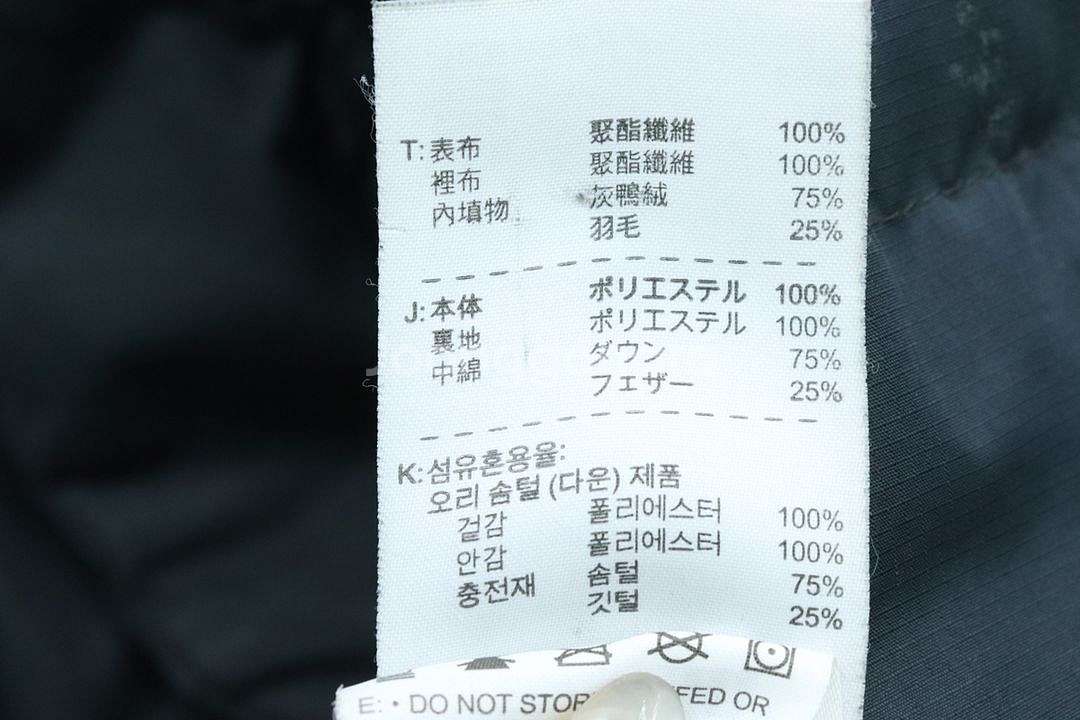 T: 表布 聚酯纖維 100%
裡布 聚酯纖維 100%
內填物 灰鴨絨 75%
羽毛 25%
J: 本体 ポリエステル 100%
裏地 ポリエステル 100%
中綿 ダウン 75%
フェザー 25%
K: 섬유혼용율:
오리 솜털 (다운) 제품
겉감 폴리에스터 100%
안감 폴리에스터 100%
충전재 솜털 75%
깃털 25%
E: • DO NOT OR